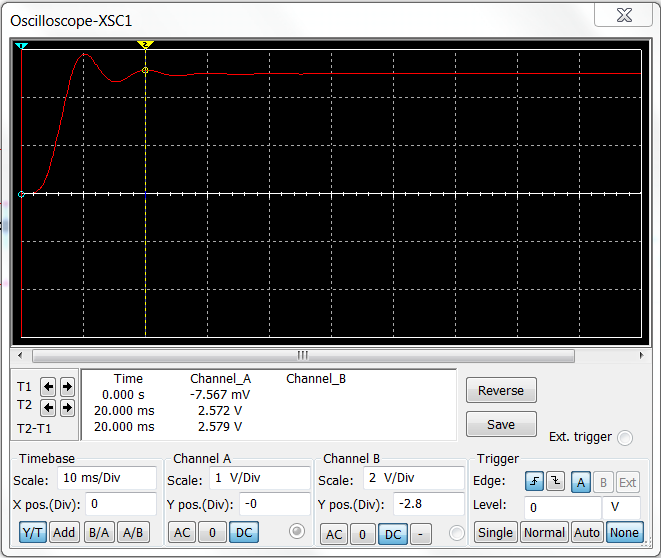 Oscilloscope-XSC1
1 2
Time Channel_A Channel_B
T1 0.000 s -7.567 mV
T2 20.000 ms 2.572 V
T2-T1 20.000 ms 2.579 V
Reverse
Save
Ext. trigger
Timebase Channel A Channel B Trigger
Scale: 10 ms/Div Scale: 1 V/Div Scale: 2 V/Div Edge: A B Ext
X pos.(Div): 0 Y pos.(Div): -0 Y pos.(Div): -2.8 Level: 0 V
Y/T Add B/A A/B AC 0 DC AC 0 DC - Single Normal Auto None